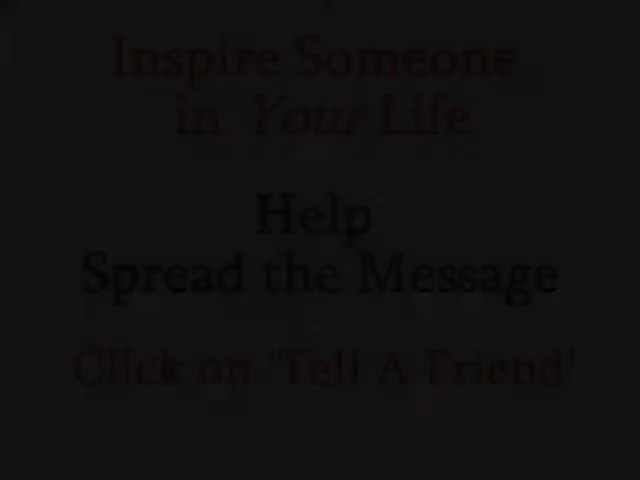 Inspire Someone
in Your Life
Help
Spread the Message
Click on 'Tell A Friend'